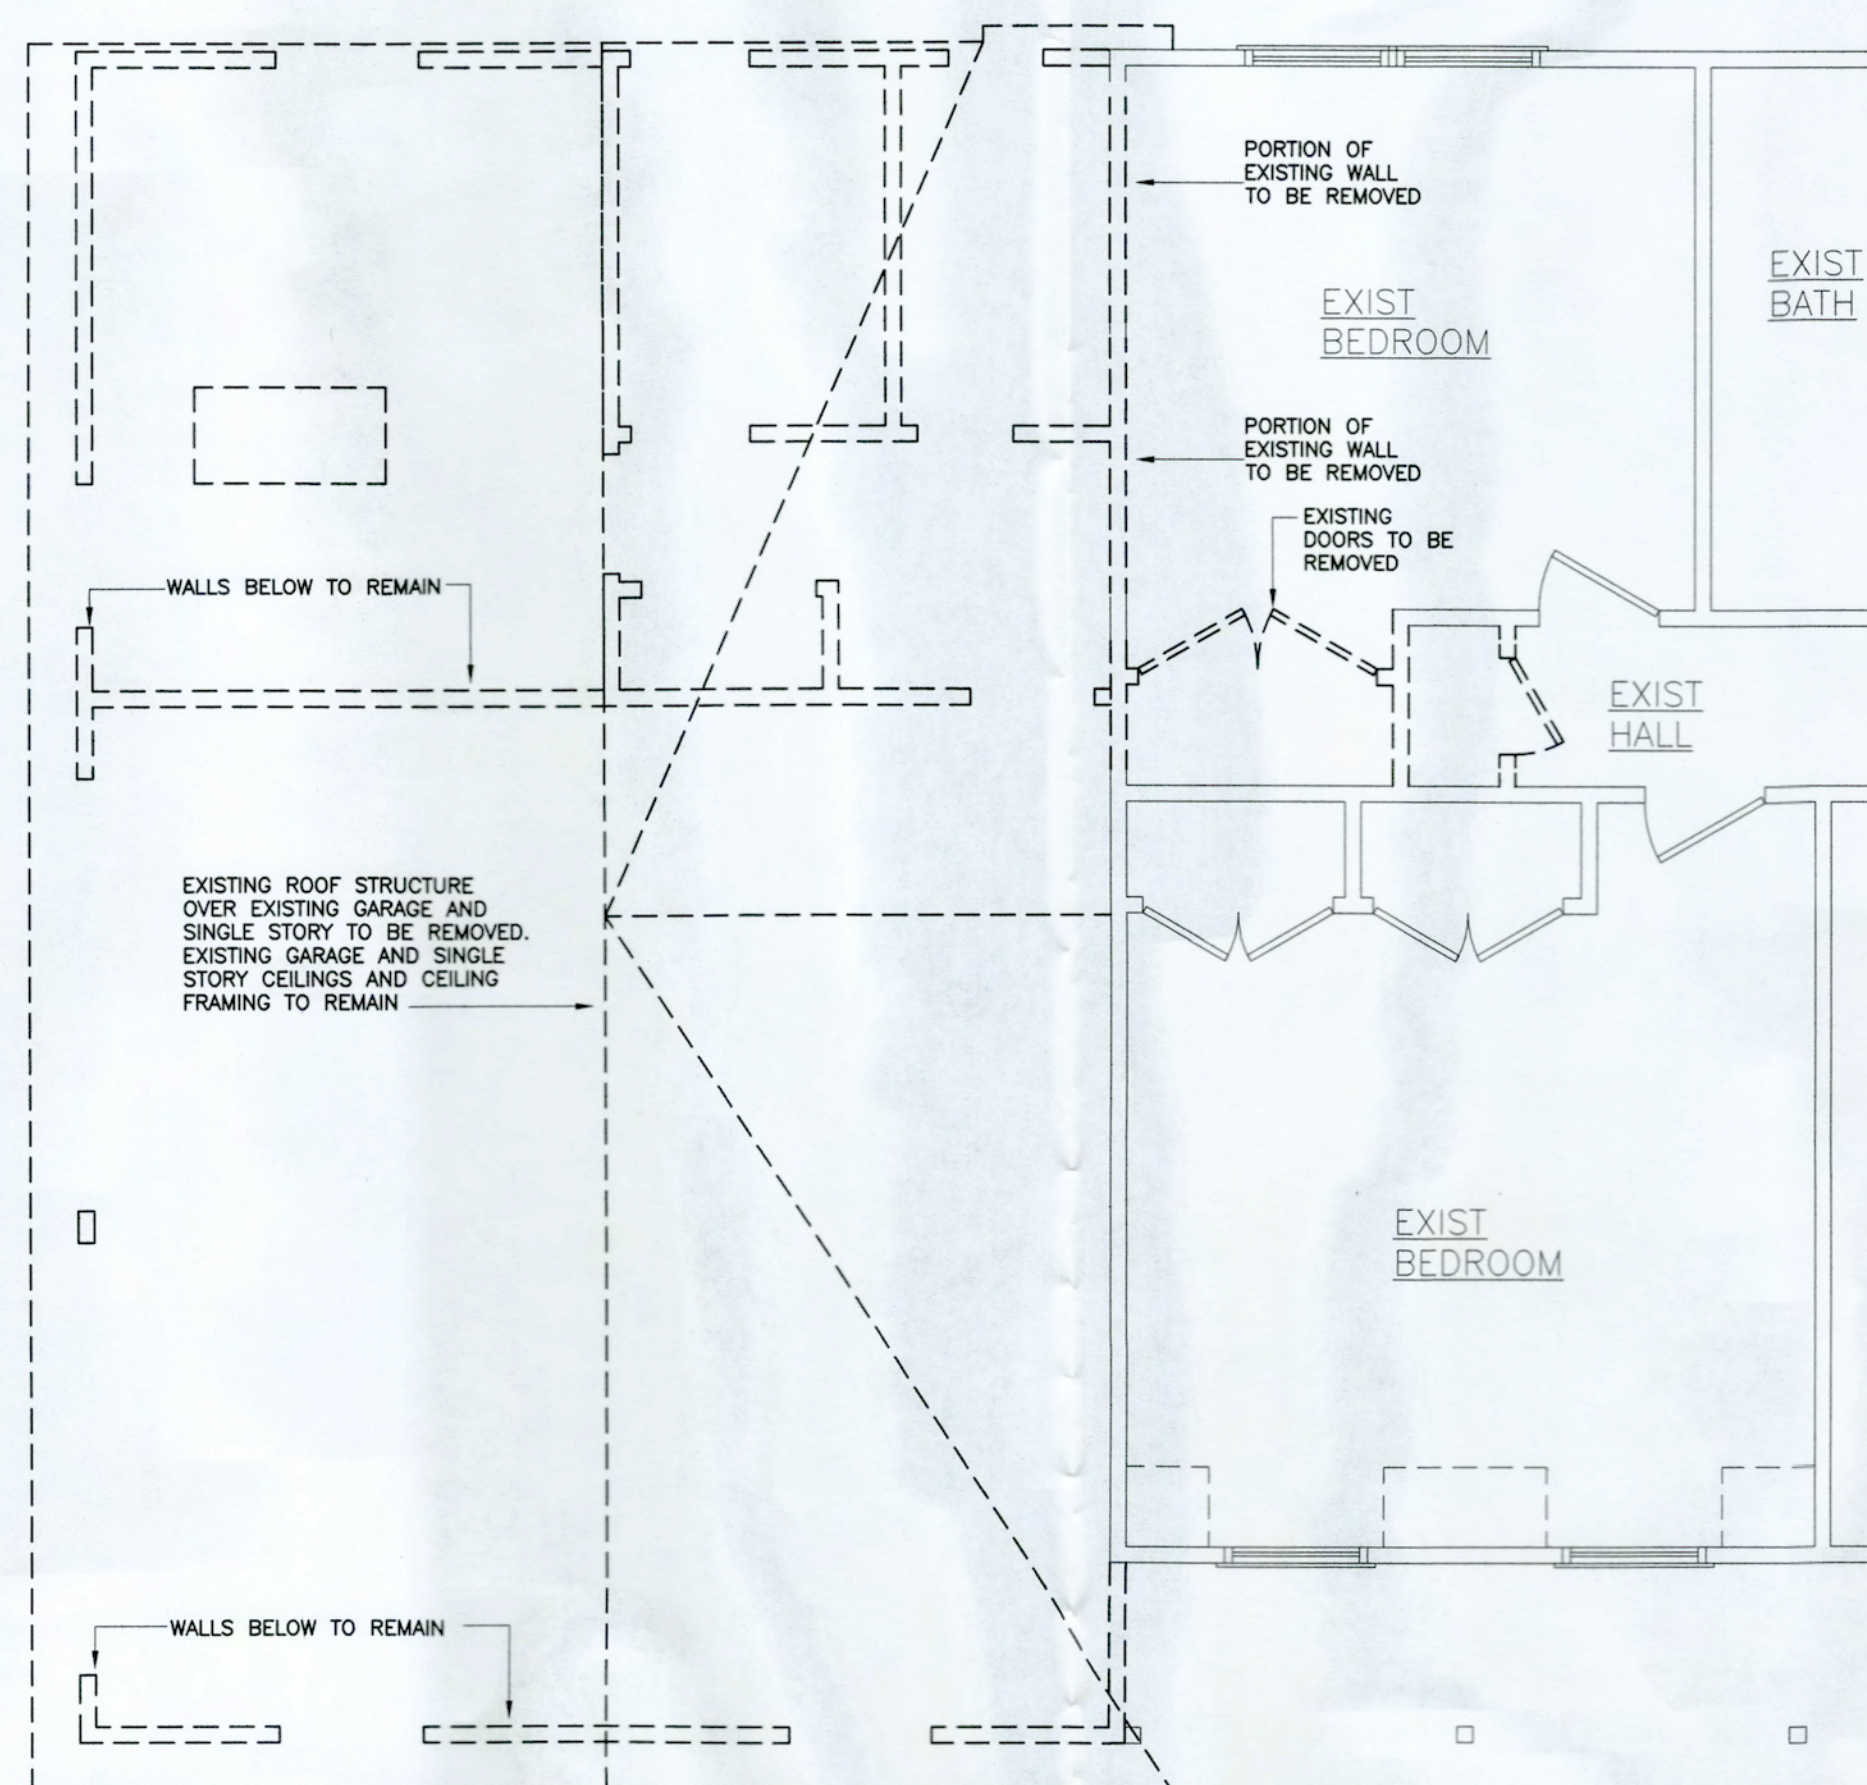 PORTION OF
EXISTING WALL
TO BE REMOVED
EXIST
BATH
EXIST
BEDROOM
PORTION OF
EXISTING WALL
TO BE REMOVED
EXISTING
DOORS TO BE
REMOVED
WALLS BELOW TO REMAIN
EXIST
HALL
EXISTING ROOF STRUCTURE
OVER EXISTING GARAGE AND
SINGLE STORY TO BE REMOVED.
EXISTING GARAGE AND SINGLE
STORY CEILINGS AND CEILING
FRAMING TO REMAIN
EXIST
BEDROOM
WALLS BELOW TO REMAIN